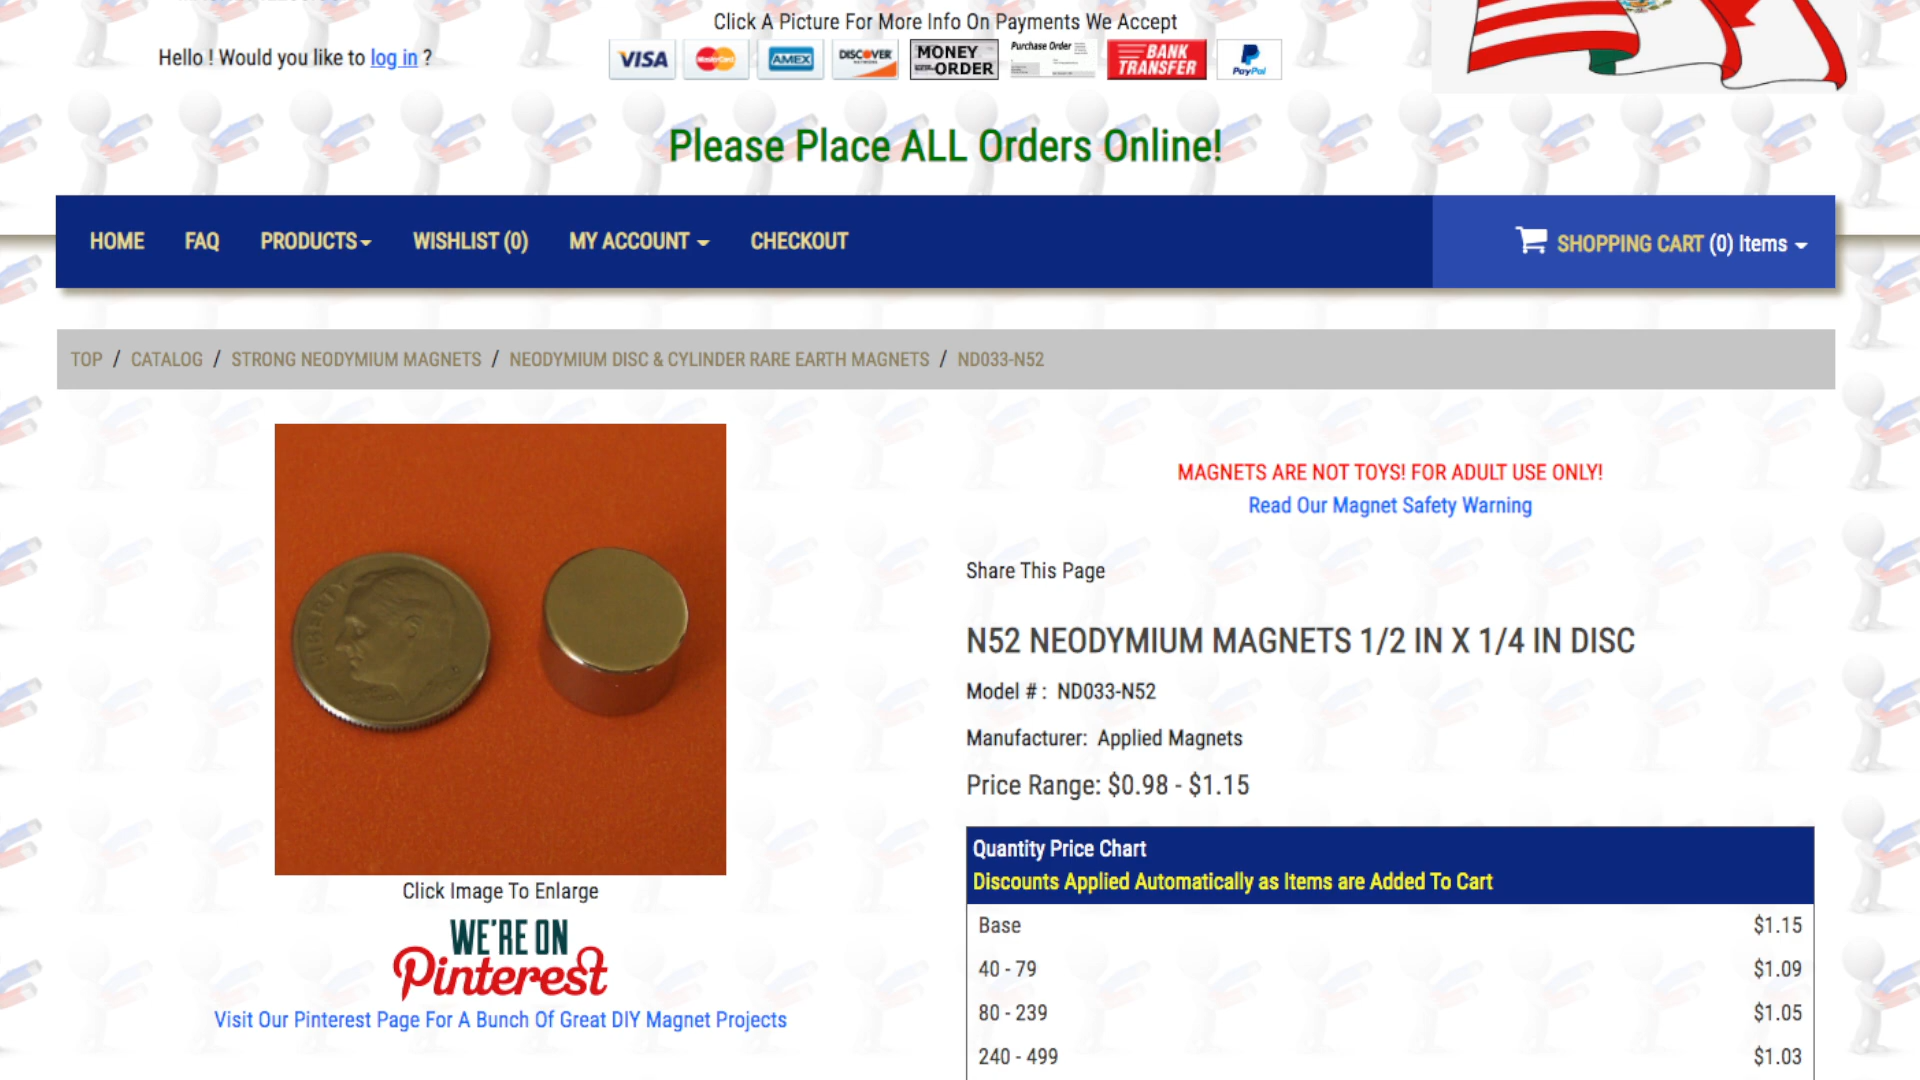 Click A Picture For More Info On Payments We Accept
Hello ! Would you like to log in ?
VISA MasterCard AMEX DISCOVER MONEY ORDER Purchase Order BANK TRANSFER PayPal
Please Place ALL Orders Online!
HOME FAQ PRODUCTS WISHLIST (0) MY ACCOUNT CHECKOUT SHOPPING CART (0) Items
TOP / CATALOG / STRONG NEODYMIUM MAGNETS / NEODYMIUM DISC & CYLINDER RARE EARTH MAGNETS / ND033-N52
MAGNETS ARE NOT TOYS! FOR ADULT USE ONLY!
Read Our Magnet Safety Warning
Share This Page
LIBERTY
N52 NEODYMIUM MAGNETS 1/2 IN X 1/4 IN DISC
Model # : ND033-N52
Manufacturer: Applied Magnets
Price Range: $0.98 - $1.15
Quantity Price Chart
Discounts Applied Automatically as Items are Added To Cart
Base $1.15
40 - 79 $1.09
80 - 239 $1.05
240 - 499 $1.03
Click Image To Enlarge
WE'RE ON
Pinterest
Visit Our Pinterest Page For A Bunch Of Great DIY Magnet Projects